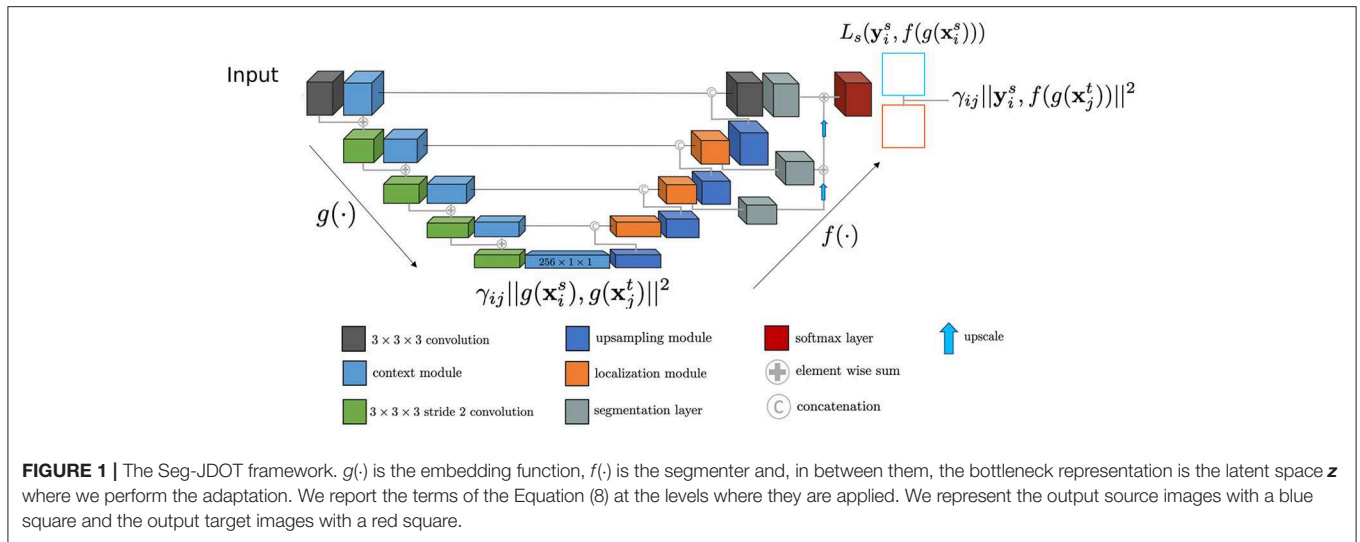 L_s(y_i^s, f(g(x_i^s)))
Input
γ_{ij}||y_i^s, f(g(x_j^t))||^2
C
C
C
C
g(·)
f(·)
256 × 1 × 1
γ_{ij}||g(x_i^s), g(x_j^t)||^2
3 × 3 × 3 convolution
upsampling module
softmax layer
upscale
context module
localization module
element wise sum
3 × 3 × 3 stride 2 convolution
segmentation layer
C concatenation
FIGURE 1 | The Seg-JDOT framework. g(·) is the embedding function, f(·) is the segmenter and, in between them, the bottleneck representation is the latent space z
where we perform the adaptation. We report the terms of the Equation (8) at the levels where they are applied. We represent the output source images with a blue
square and the output target images with a red square.